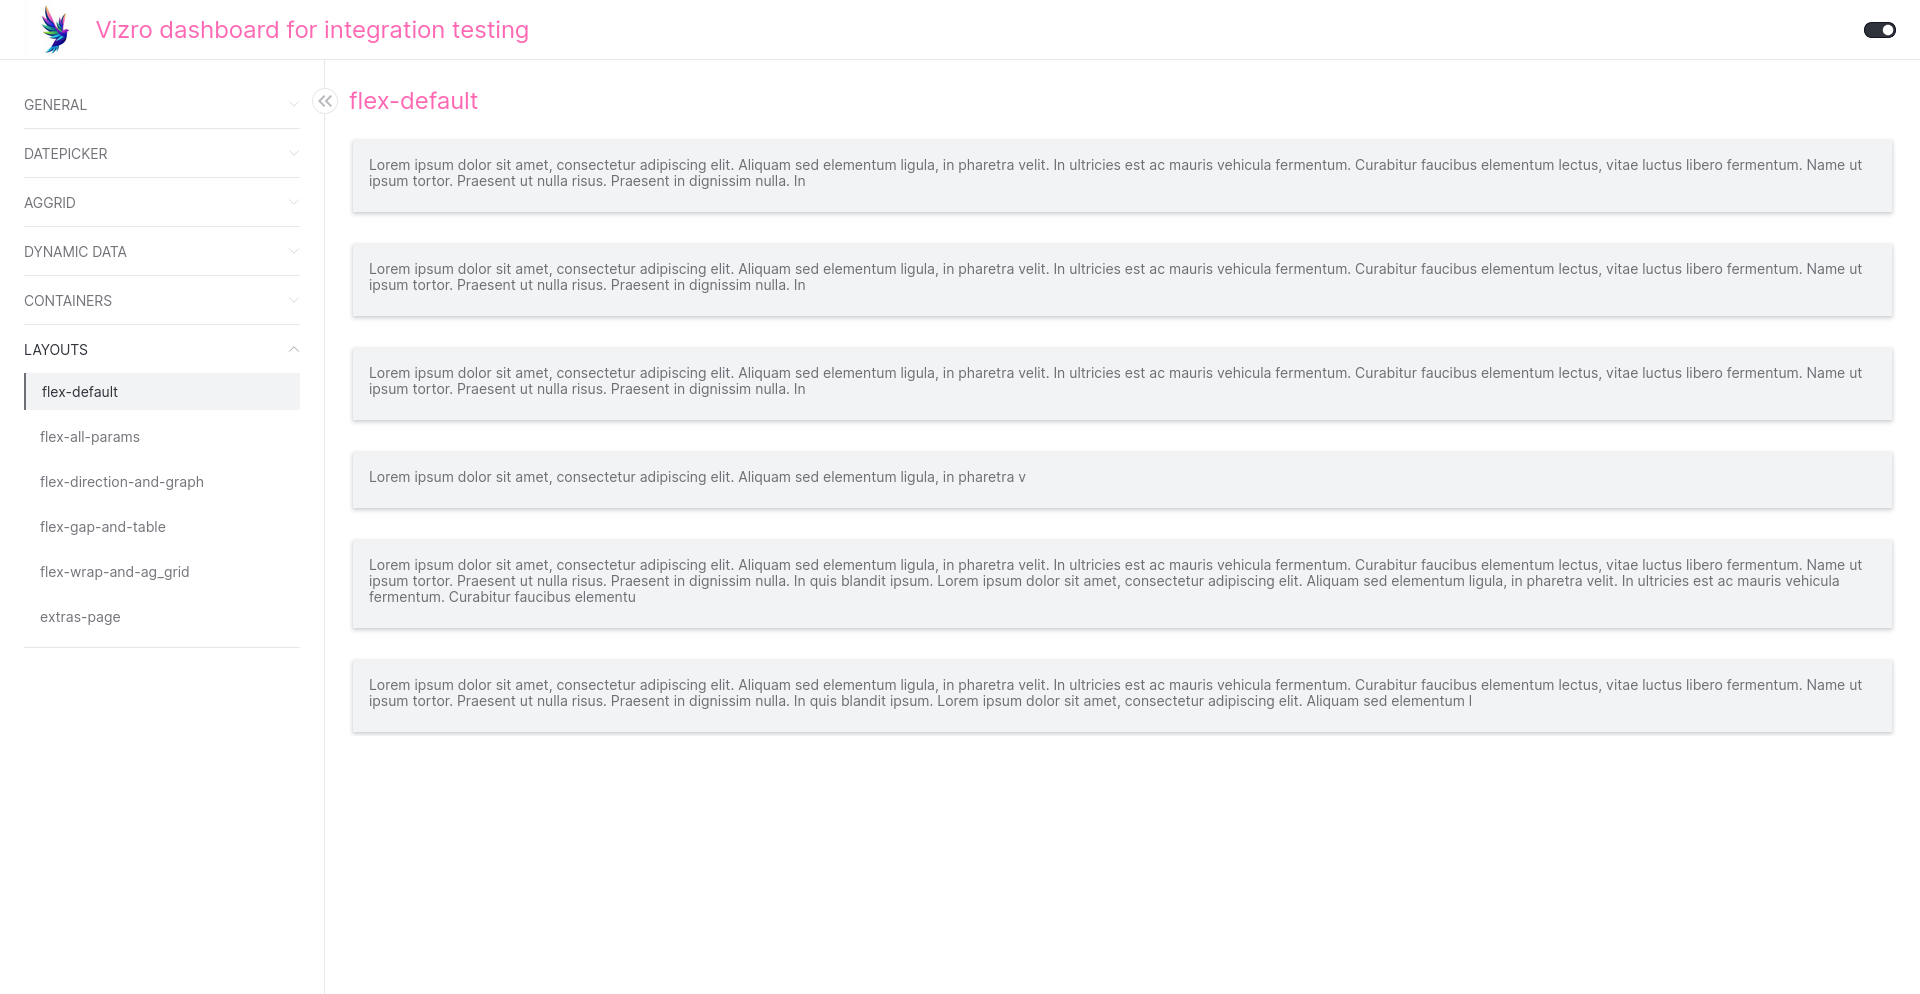 Vizro dashboard for integration testing
GENERAL
DATEPICKER
AGGRID
DYNAMIC DATA
CONTAINERS
LAYOUTS
flex-default
flex-all-params
flex-direction-and-graph
flex-gap-and-table
flex-wrap-and-ag_grid
extras-page
flex-default
Lorem ipsum dolor sit amet, consectetur adipiscing elit. Aliquam sed elementum ligula, in pharetra velit. In ultricies est ac mauris vehicula fermentum. Curabitur faucibus elementum lectus, vitae luctus libero fermentum. Name ut
ipsum tortor. Praesent ut nulla risus. Praesent in dignissim nulla. In
Lorem ipsum dolor sit amet, consectetur adipiscing elit. Aliquam sed elementum ligula, in pharetra velit. In ultricies est ac mauris vehicula fermentum. Curabitur faucibus elementum lectus, vitae luctus libero fermentum. Name ut
ipsum tortor. Praesent ut nulla risus. Praesent in dignissim nulla. In
Lorem ipsum dolor sit amet, consectetur adipiscing elit. Aliquam sed elementum ligula, in pharetra velit. In ultricies est ac mauris vehicula fermentum. Curabitur faucibus elementum lectus, vitae luctus libero fermentum. Name ut
ipsum tortor. Praesent ut nulla risus. Praesent in dignissim nulla. In
Lorem ipsum dolor sit amet, consectetur adipiscing elit. Aliquam sed elementum ligula, in pharetra v
Lorem ipsum dolor sit amet, consectetur adipiscing elit. Aliquam sed elementum ligula, in pharetra velit. In ultricies est ac mauris vehicula fermentum. Curabitur faucibus elementum lectus, vitae luctus libero fermentum. Name ut
ipsum tortor. Praesent ut nulla risus. Praesent in dignissim nulla. In quis blandit ipsum. Lorem ipsum dolor sit amet, consectetur adipiscing elit. Aliquam sed elementum ligula, in pharetra velit. In ultricies est ac mauris vehicula
fermentum. Curabitur faucibus elementu
Lorem ipsum dolor sit amet, consectetur adipiscing elit. Aliquam sed elementum ligula, in pharetra velit. In ultricies est ac mauris vehicula fermentum. Curabitur faucibus elementum lectus, vitae luctus libero fermentum. Name ut
ipsum tortor. Praesent ut nulla risus. Praesent in dignissim nulla. In quis blandit ipsum. Lorem ipsum dolor sit amet, consectetur adipiscing elit. Aliquam sed elementum l